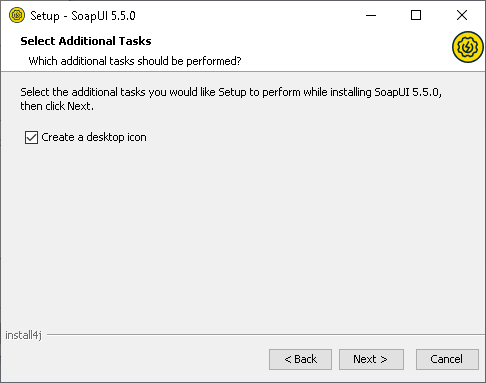 Setup - SoapUI 5.5.0
Select Additional Tasks
Which additional tasks should be performed?
Select the additional tasks you would like Setup to perform while installing SoapUI 5.5.0,
then click Next.
Create a desktop icon
install4j
< Back
Next >
Cancel